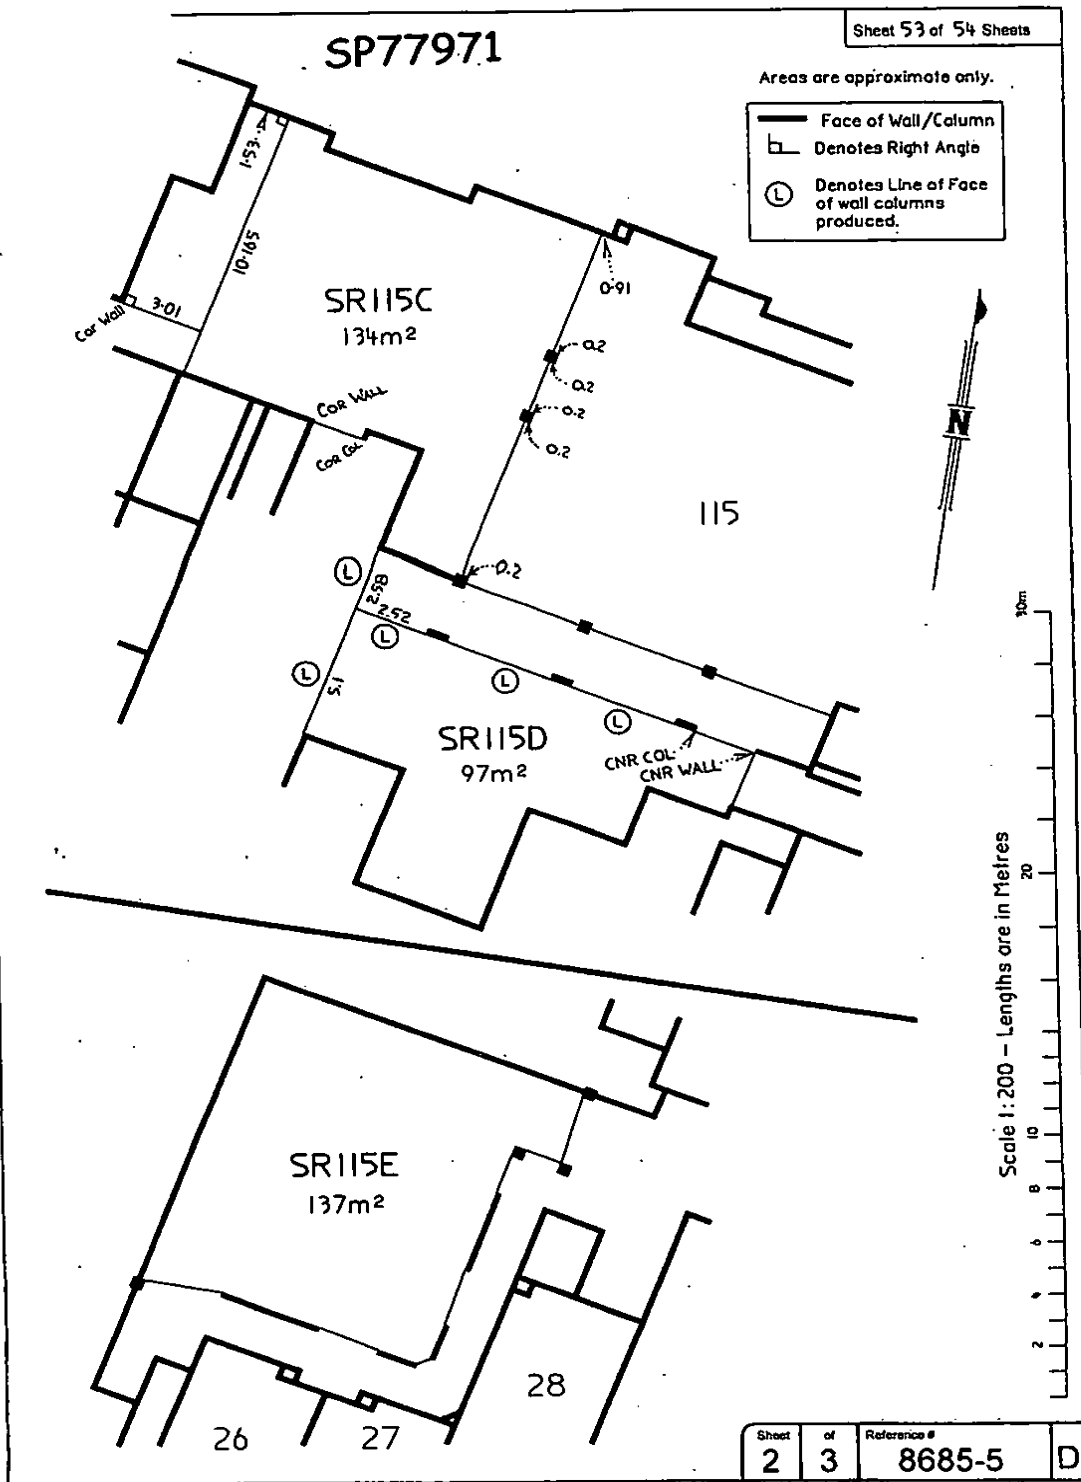 SP77971
Sheet 53 of 54 Sheets
Areas are approximate only.
Face of Wall/Column
Denotes Right Angle
L
Denotes Line of Face
of wall columns
produced.
1·53
10·165
3·01
Cor Wall
SR115C
134m²
0·91
0.2
0.2
0.2
0.2
COR WALL
COR COL
N
115
0.2
L
2.58
2.52
L
L
5.1
L
L
SR115D
97m²
CNR COL
CNR WALL
30m
20
10
8
6
4
2
Scale 1:200 – Lengths are in Metres
SR115E
137m²
26
27
28
Sheet
2
of
3
Reference #
8685-5
D